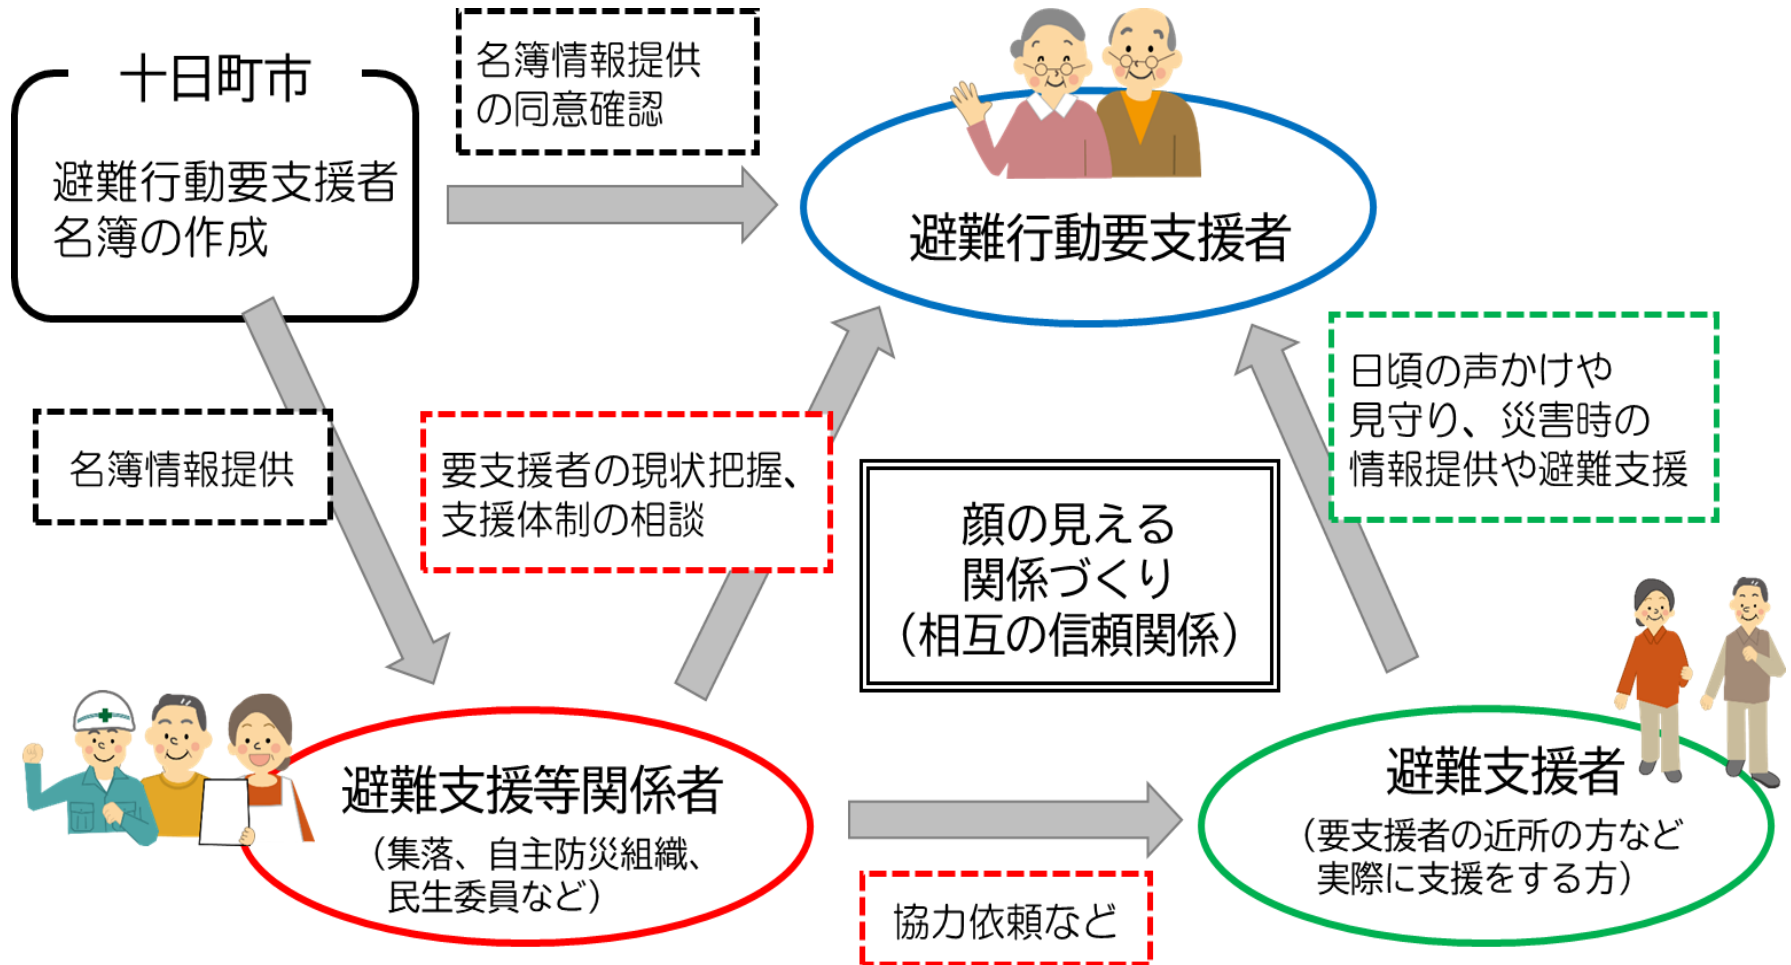 十日町市
避難行動要支援者
名簿の作成
名簿情報提供
の同意確認
避難行動要支援者
名簿情報提供
要支援者の現状把握、
支援体制の相談
顔の見える
関係づくり
（相互の信頼関係）
日頃の声かけや
見守り、災害時の
情報提供や避難支援
避難支援等関係者
（集落、自主防災組織、
民生委員など）
協力依頼など
避難支援者
（要支援者の近所の方など
実際に支援をする方）